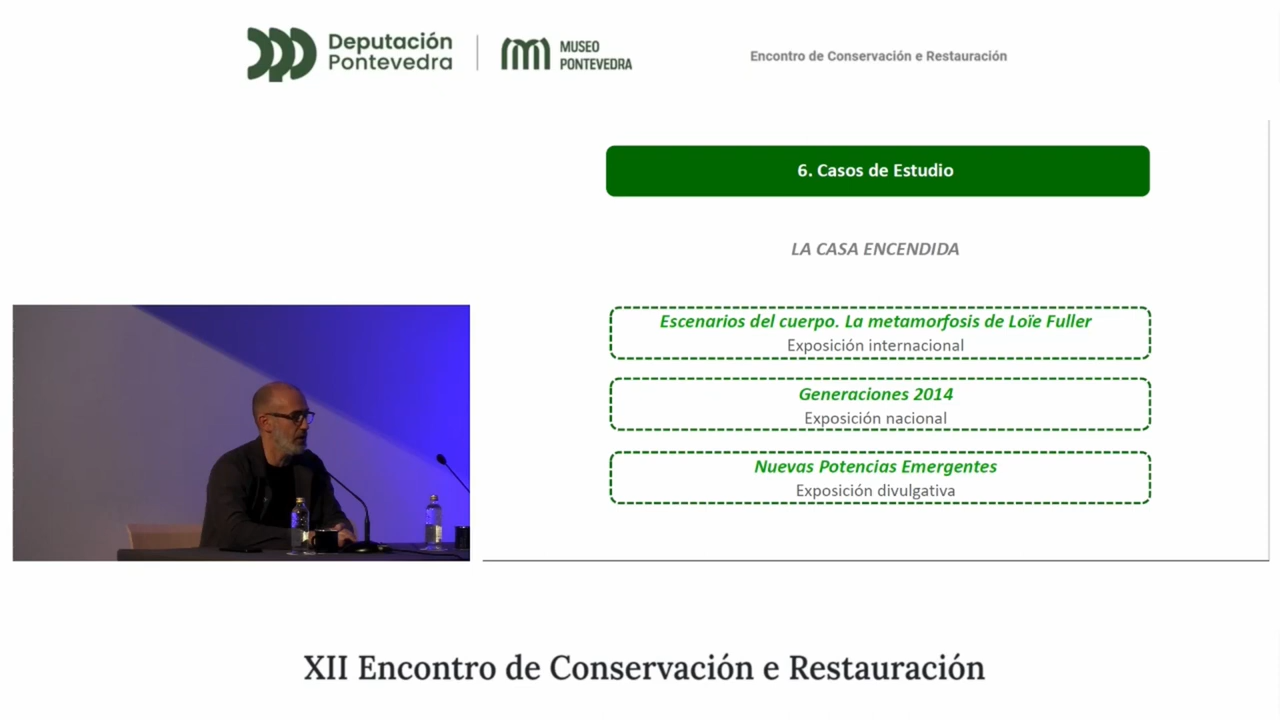 Deputación
Pontevedra
MUSEO
PONTEVEDRA
Encontro de Conservación e Restauración
6. Casos de Estudio
LA CASA ENCENDIDA
Escenarios del cuerpo. La metamorfosis de Loïe Fuller
Exposición internacional
Generaciones 2014
Exposición nacional
Nuevas Potencias Emergentes
Exposición divulgativa
XII Encontro de Conservación e Restauración